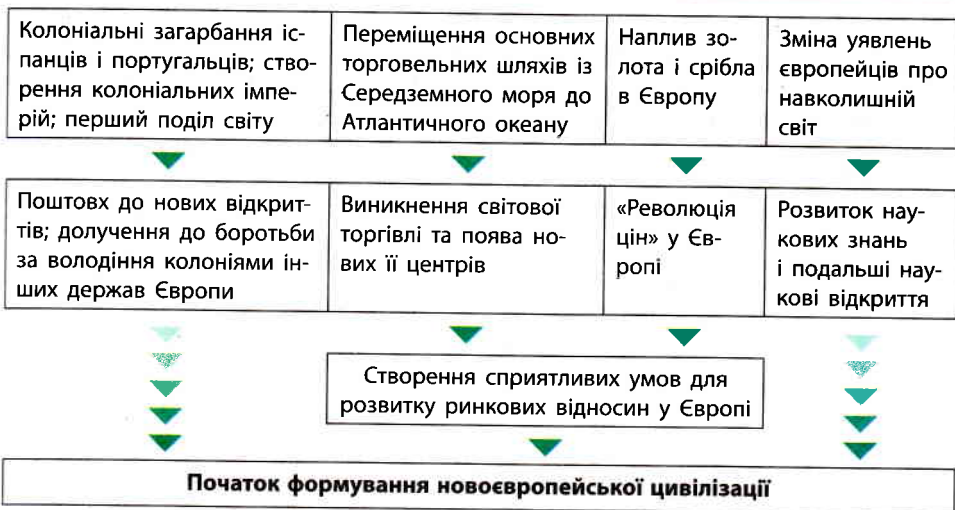 Колоніальні загарбання іс-
панців і португальців; ство-
рення колоніальних імпе-
рій; перший поділ світу
Переміщення основних
торговельних шляхів із
Середземного моря до
Атлантичного океану
Наплив зо-
лота і срібла
в Європу
Зміна уявлень
європейців про
навколишній
світ
Поштовх до нових відкрит-
тів; долучення до боротьби
за володіння колоніями ін-
ших держав Європи
Виникнення світової
торгівлі та поява но-
вих її центрів
«Революція
цін» у Єв-
ропі
Розвиток нау-
кових знань
і подальші нау-
кові відкриття
Створення сприятливих умов для
розвитку ринкових відносин у Європі
Початок формування новоєвропейської цивілізації